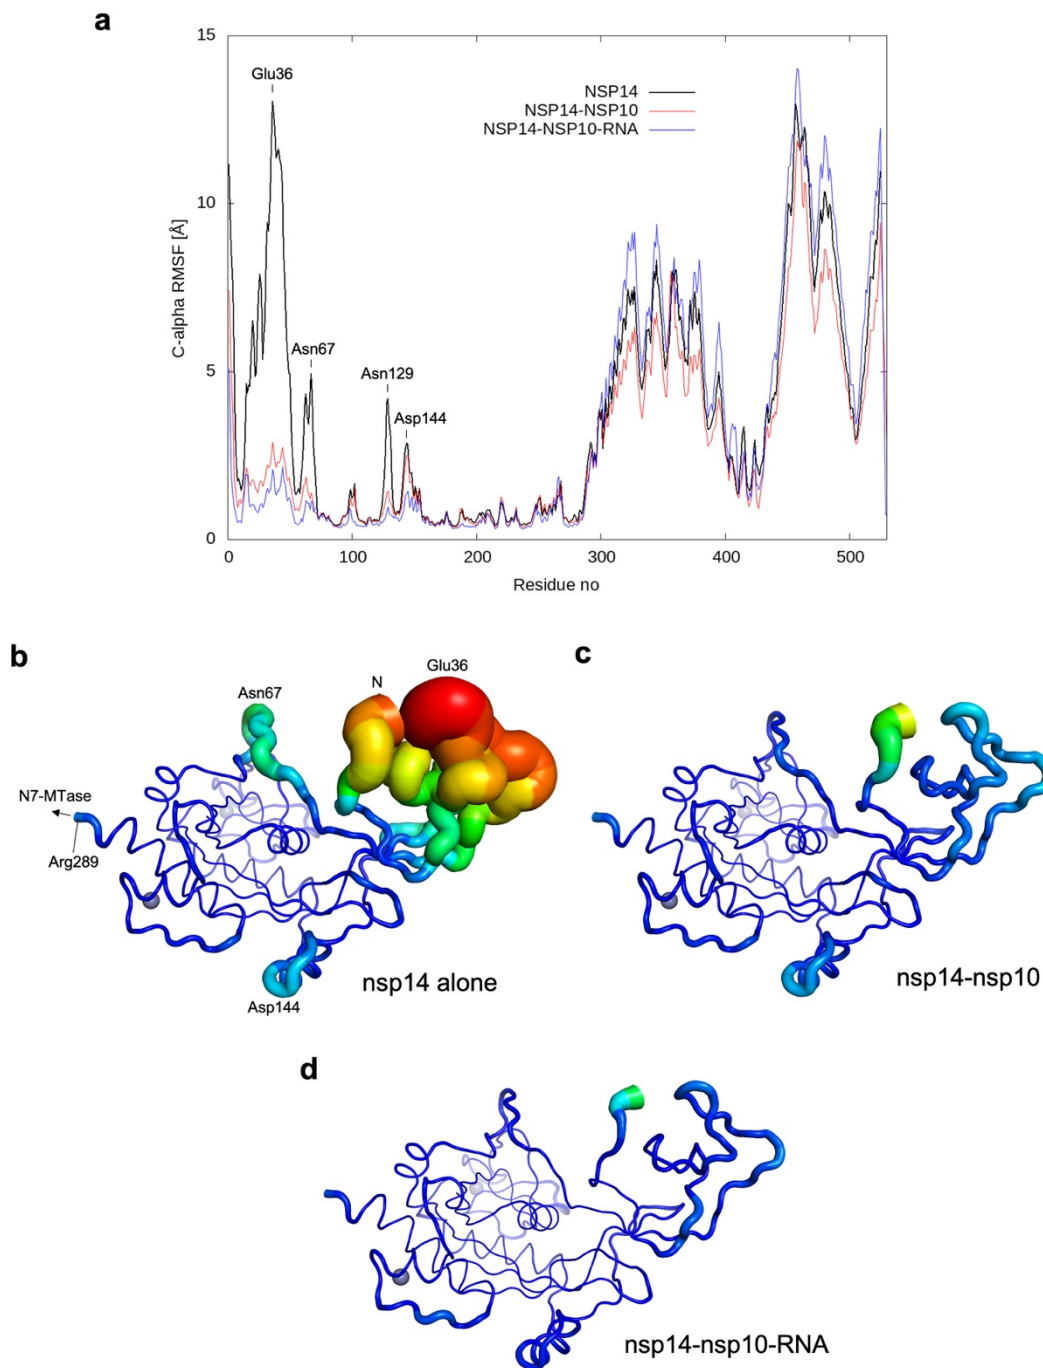 a
15
10
5
0
C-alpha RMSF [Å]
Glu36
Asn67
Asn129
Asp144
NSP14
NSP14-NSP10
NSP14-NSP10-RNA
0 100 200 300 400 500
Residue no
b
Asn67
N
Glu36
N7-MTase
Arg289
Asp144
nsp14 alone
c
nsp14-nsp10
d
nsp14-nsp10-RNA